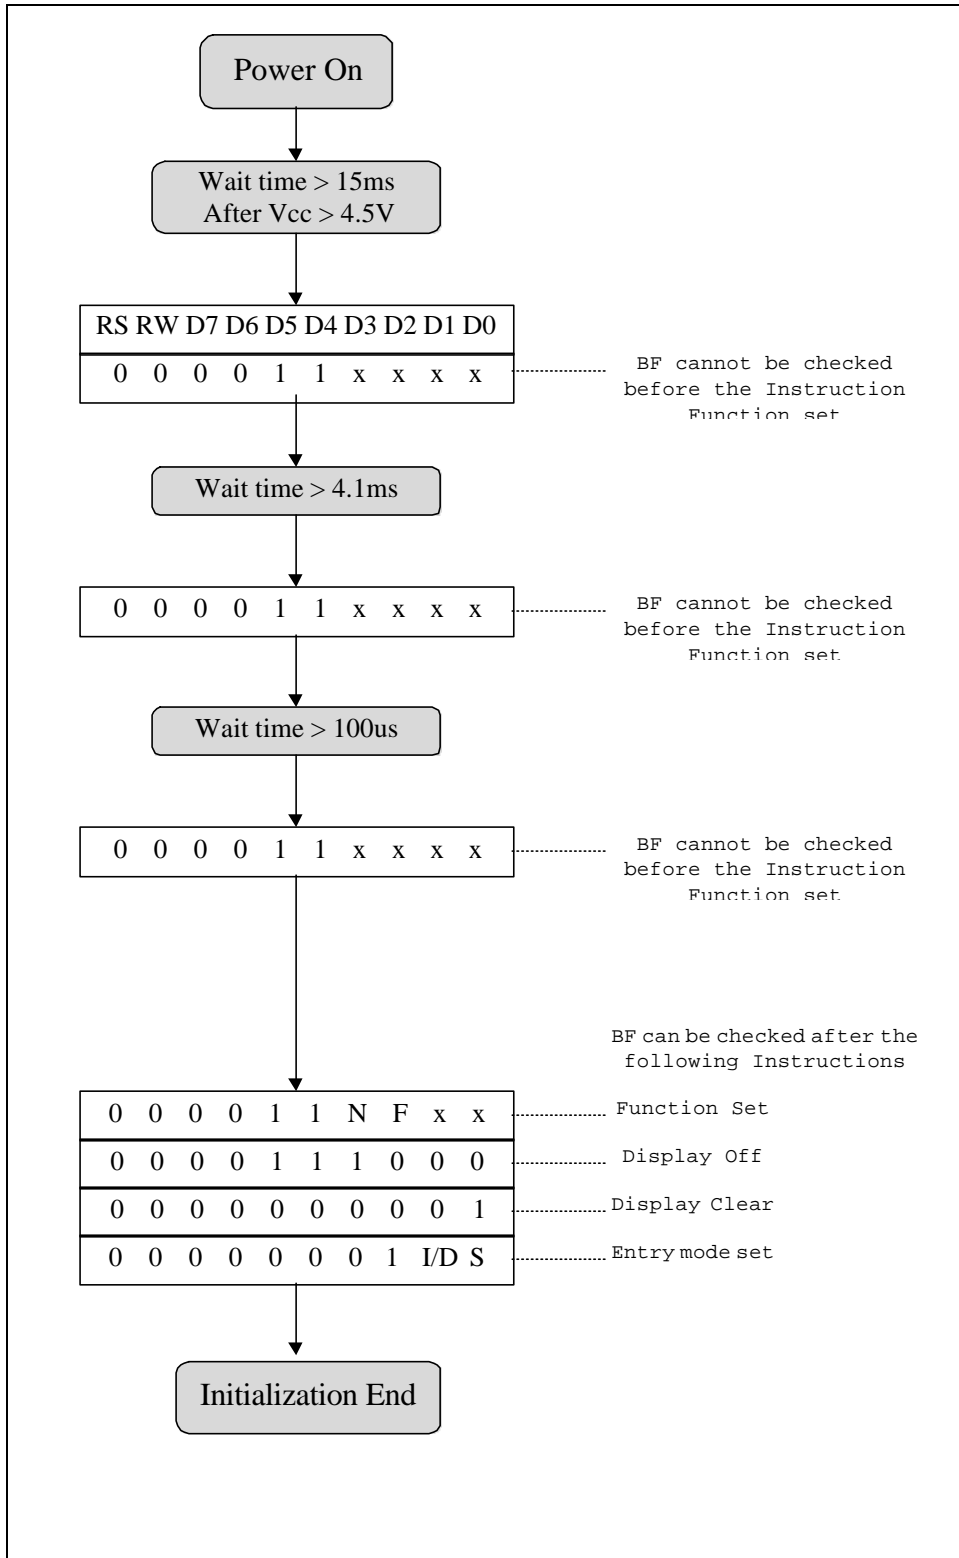 Power On
Wait time > 15ms
After Vcc > 4.5V
RS RW D7 D6 D5 D4 D3 D2 D1 D0
0 0 0 0 1 1 x x x x
BF cannot be checked
before the Instruction
Function set
Wait time > 4.1ms
0 0 0 0 1 1 x x x x
BF cannot be checked
before the Instruction
Function set
Wait time > 100us
0 0 0 0 1 1 x x x x
BF cannot be checked
before the Instruction
Function set
BF can be checked after the
following Instructions
0 0 0 0 1 1 N F x x
Function Set
0 0 0 0 1 1 1 0 0 0
Display Off
0 0 0 0 0 0 0 0 0 1
Display Clear
0 0 0 0 0 0 0 1 I/D S
Entry mode set
Initialization End